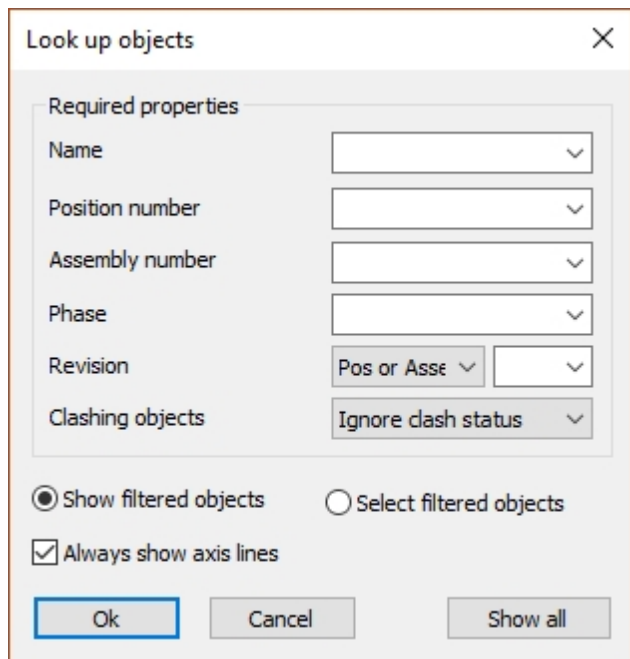 Look up objects
Required properties
Name
Position number
Assembly number
Phase
Revision Pos or Asse
Clashing objects Ignore clash status
Show filtered objects Select filtered objects
Always show axis lines
Ok Cancel Show all